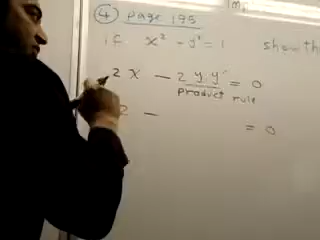 ④ page 195
if x² - y² = 1 show th
2x - 2y.y' = 0
product rule
2 - = 0